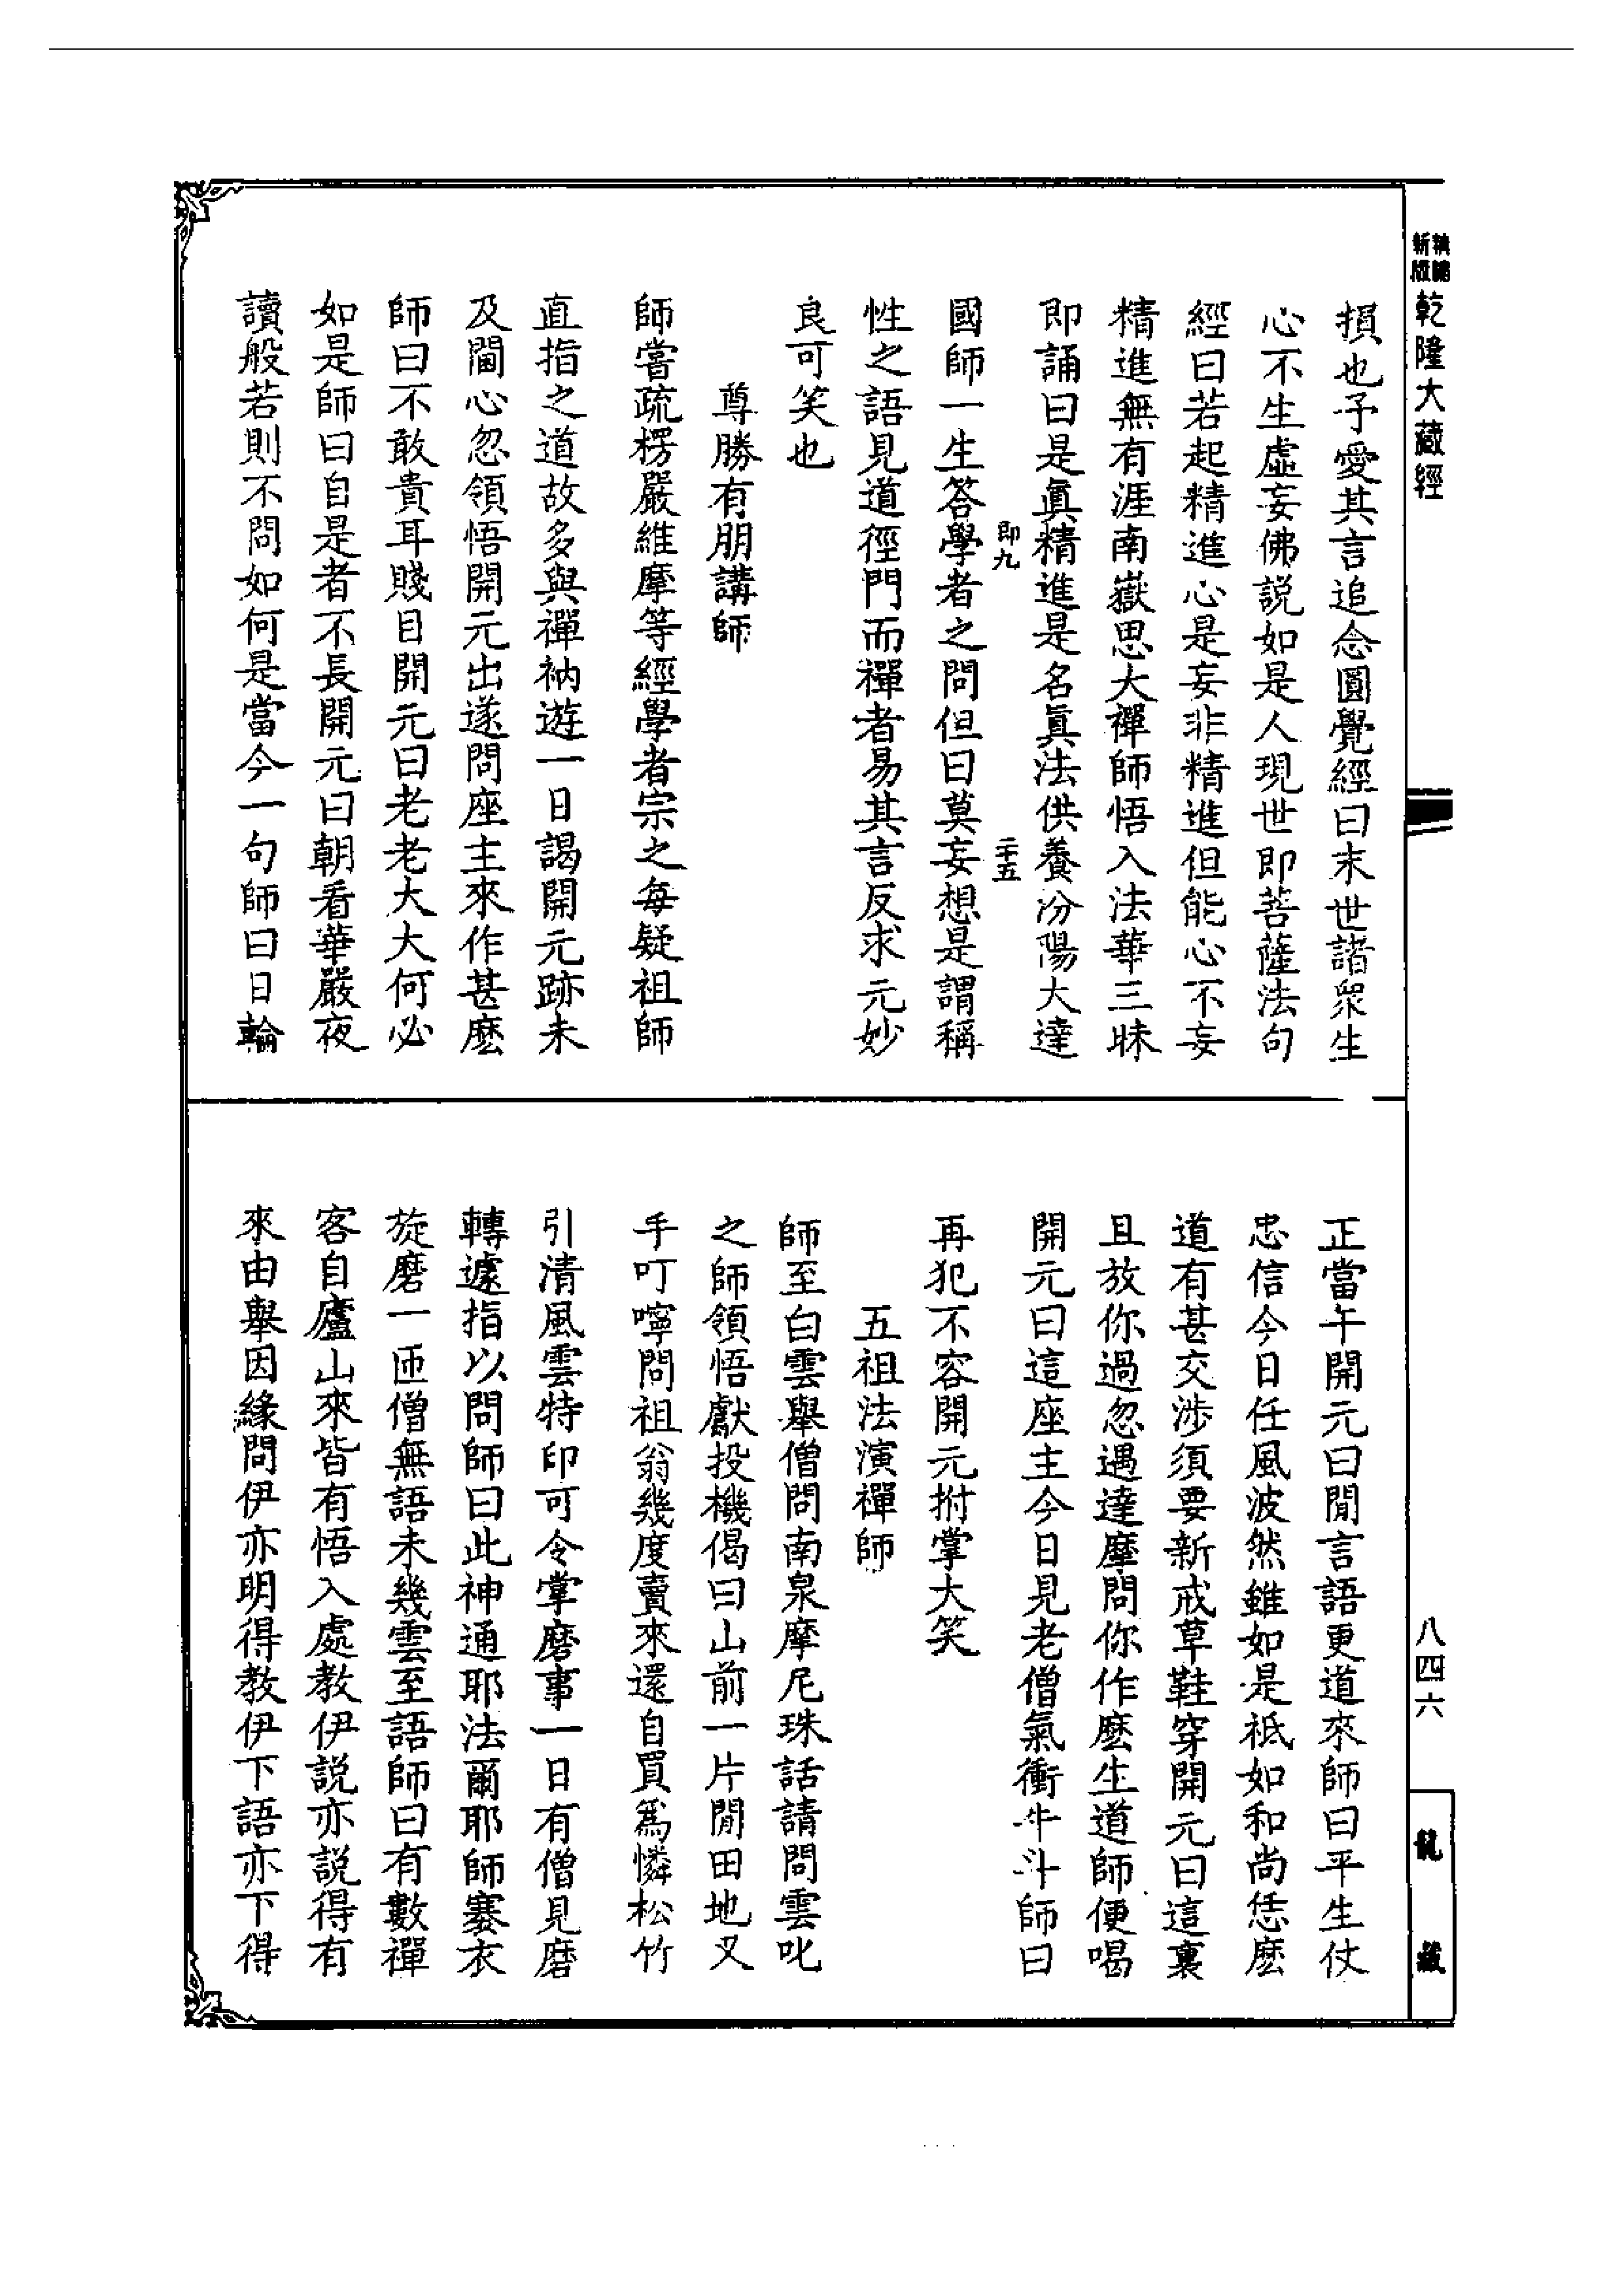 新版
乾隆大藏經
損也予愛其言追念圓覺經曰末世諸衆生
心不生虛妄佛説如是人現世即菩薩法句
經曰若起精進心是妄非精進但能心不妄
精進無有涯南嶽思大禪師悟入法華三昧
即誦曰是眞精進是名眞法供養汾陽大達
即九
二十五
國師一生答學者之問但曰莫妄想是謂稱
性之語見道徑門而禪者易其言反求元妙
良可笑也
尊勝有朋講師
師嘗疏楞嚴維摩等經學者宗之每疑祖師
直指之道故多與禪衲遊一日謁開元跡未
及閫心忽領悟開元出遂問座主來作甚麽
師曰不敢貴耳賤目開元曰老老大大何必
如是師曰自是者不長開元曰朝看華嚴夜
讀般若則不問如何是當今一句師曰日輪
正當午開元曰閒言語更道來師曰平生仗
忠信今日任風波然雖如是祇如和尚恁麽
道有甚交涉須要新戒草鞋穿開元曰這裏
且放你過忽遇達摩問你作麽生道師便喝
開元曰這座主今日見老僧氣衝牛斗師曰
再犯不容開元拊掌大笑
五祖法演禪師
師至白雲舉僧問南泉摩尼珠話請問雲叱
之師領悟獻投機偈曰山前一片閒田地叉
手叮嚀問祖翁幾度賣來還自買爲憐松竹
引清風雲特印可令掌磨事一日有僧見磨
轉遽指以問師曰此神通耶法爾耶師褰衣
旋磨一匝僧無語未幾雲至語師曰有數禪
客自廬山來皆有悟入處教伊説亦説得有
來由舉因緣問伊亦明得教伊下語亦下得
八四六
龍藏